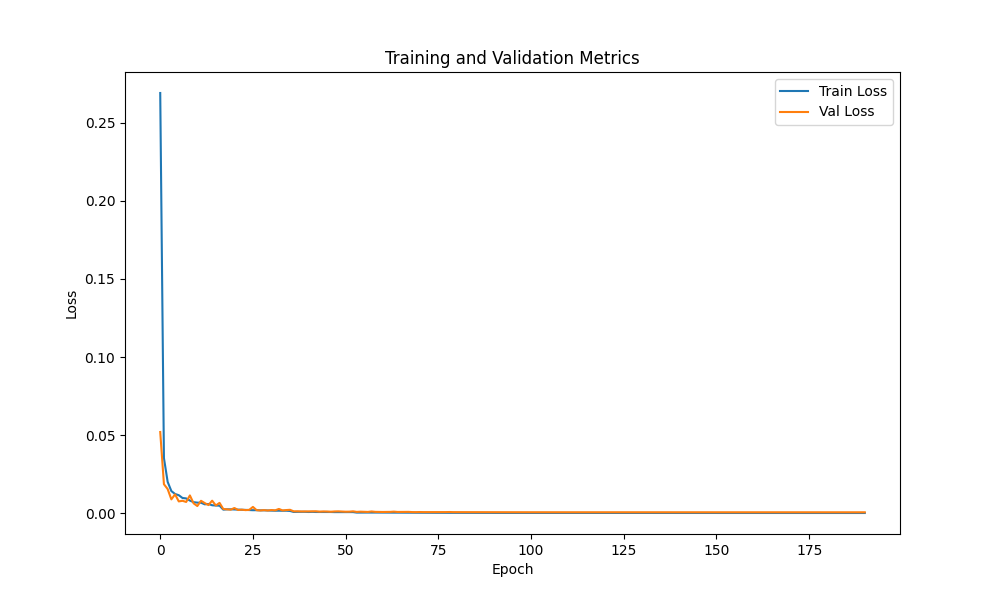 Training and Validation Metrics
Train Loss
Val Loss
Loss
0.25
0.20
0.15
0.10
0.05
0.00
0 25 50 75 100 125 150 175
Epoch